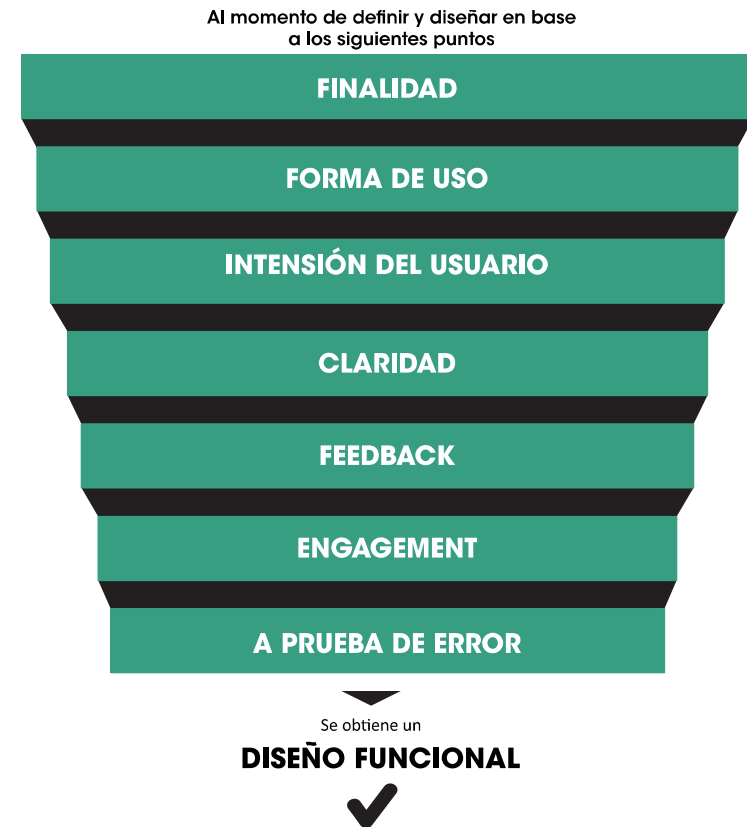 Al momento de definir y diseñar en base
a los siguientes puntos
FINALIDAD
FORMA DE USO
INTENSIÓN DEL USUARIO
CLARIDAD
FEEDBACK
ENGAGEMENT
A PRUEBA DE ERROR
Se obtiene un
DISEÑO FUNCIONAL